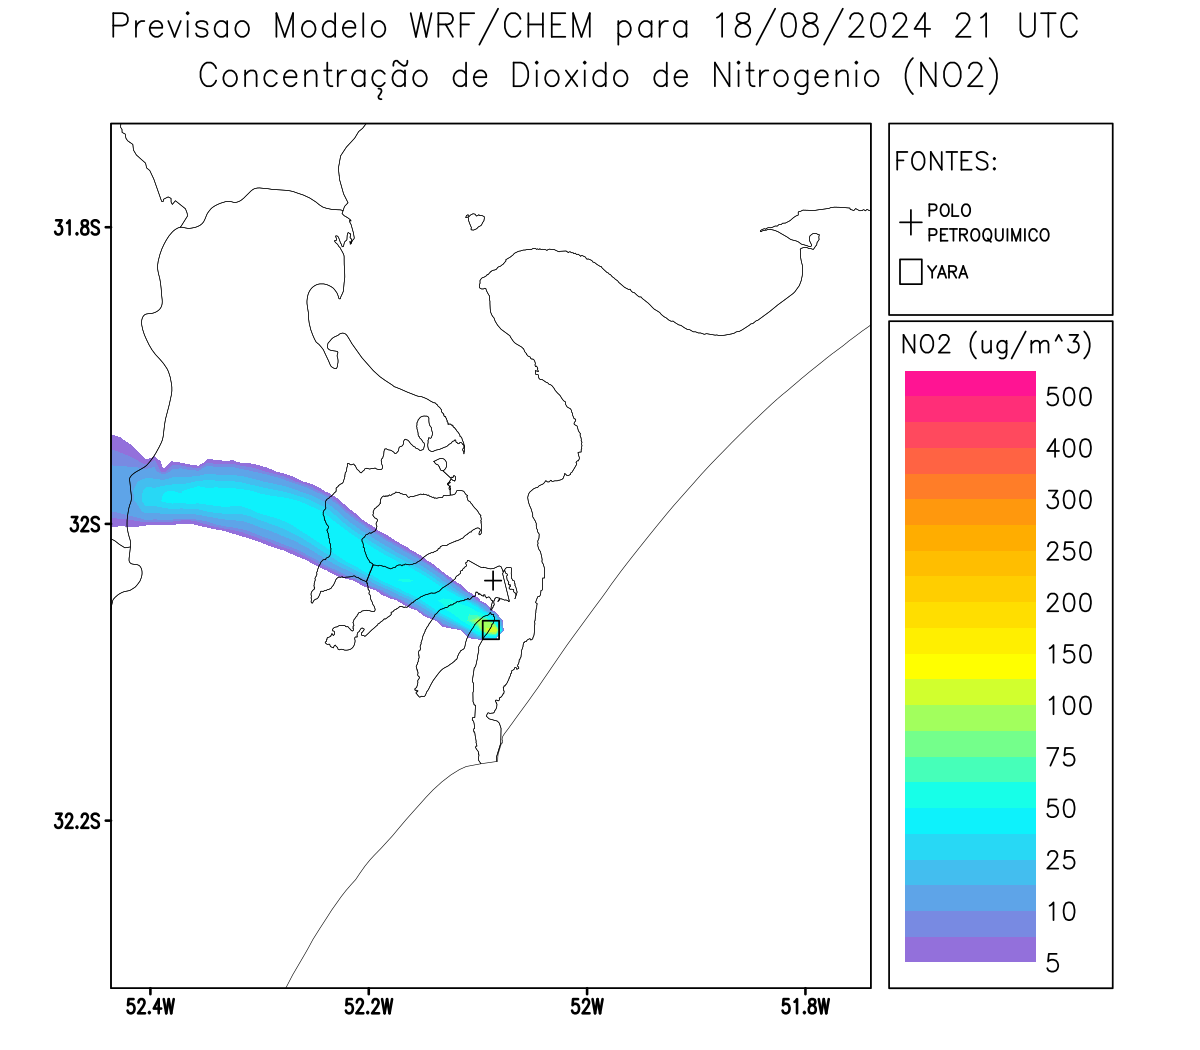 Previsao Modelo WRF/CHEM para 18/08/2024 21 UTC
Concentração de Dioxido de Nitrogenio (NO2)
FONTES:
POLO
PETROQUIMICO
YARA
NO2 (ug/m^3)
500
400
300
250
200
150
100
75
50
25
10
5
31.8S
32S
32.2S
52.4W
52.2W
52W
51.8W